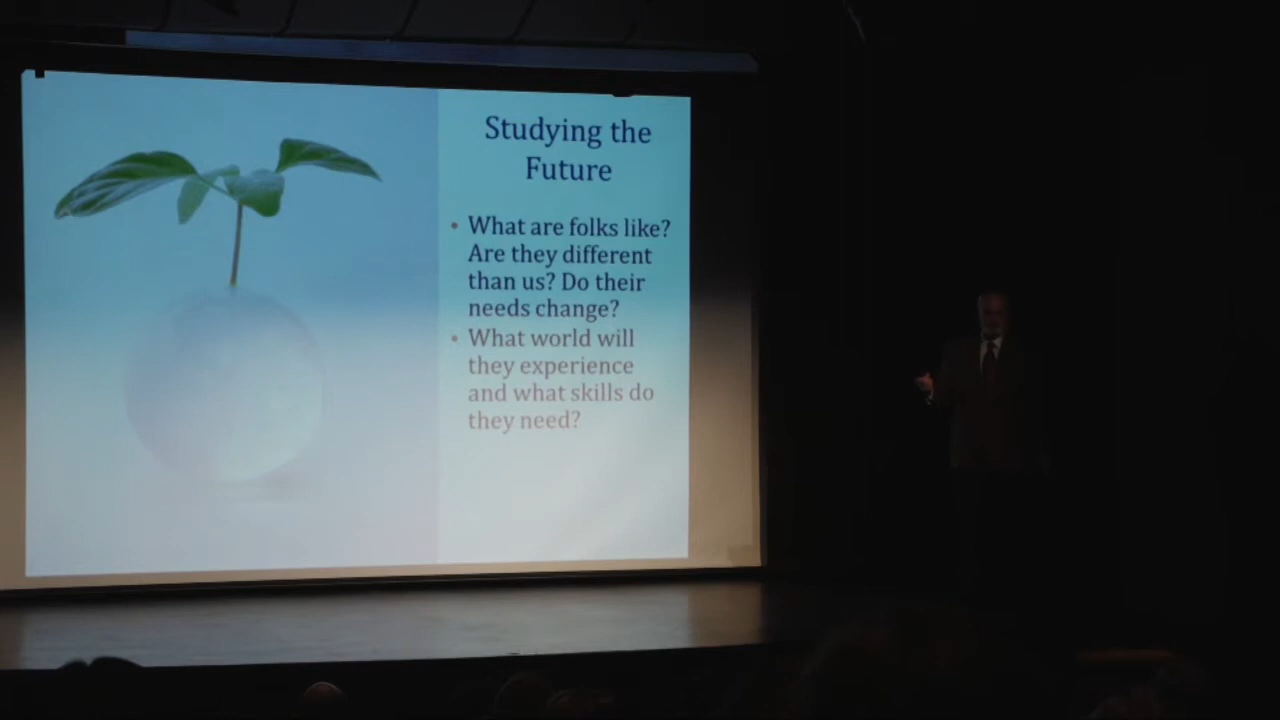 Studying the
Future
• What are folks like?
Are they different
than us? Do their
needs change?
• What world will
they experience
and what skills do
they need?